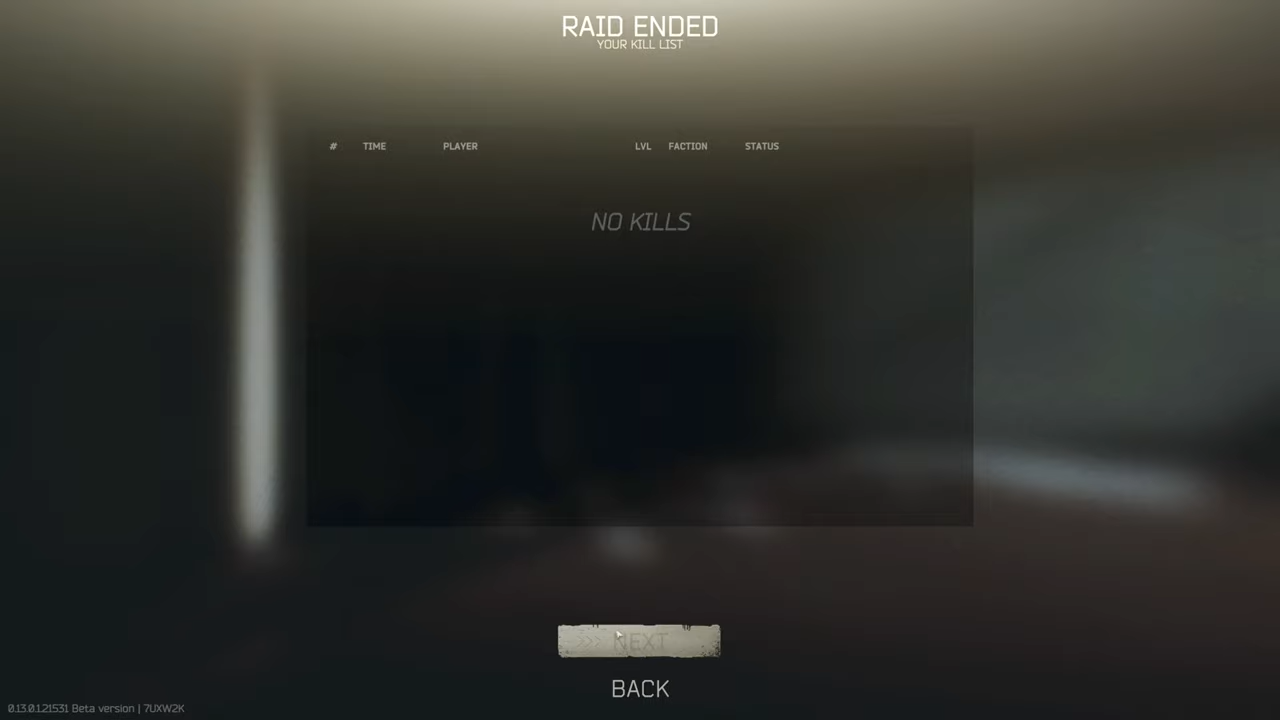 RAID ENDED
YOUR KILL LIST
# TIME PLAYER LVL FACTION STATUS
NO KILLS
>>> NEXT
BACK
0.13.0.1.21531 Beta version | 7UXW2K